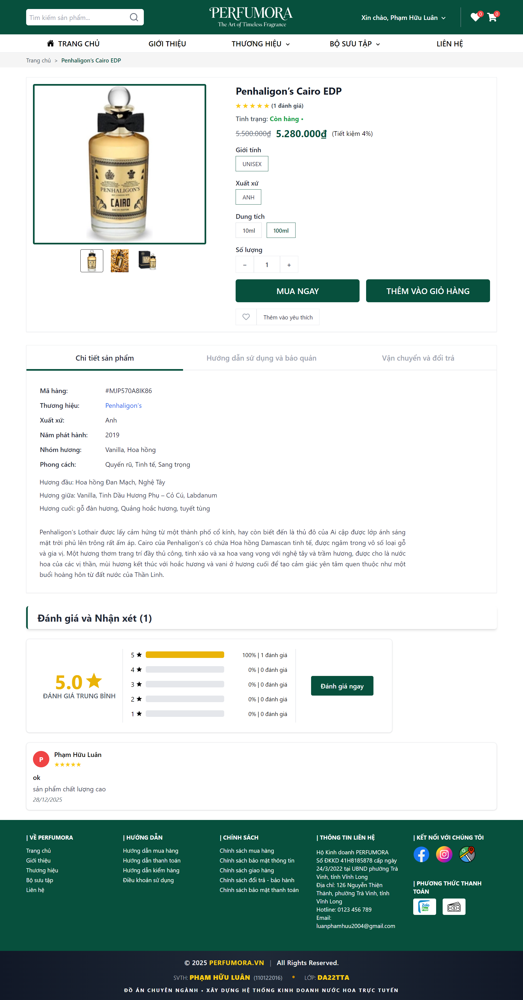 Tìm kiếm sản phẩm...
PERFUMORA
The Art of Timeless Fragrance
Xin chào, Phạm Hữu Luân
0
0
TRANG CHỦ
GIỚI THIỆU
THƯƠNG HIỆU
BỘ SƯU TẬP
LIÊN HỆ
Trang chủ > Penhaligon’s Cairo EDP
PENHALIGON'S
CAIRO
EAU DE PARFUM
Penhaligon’s Cairo EDP
★★★★★ (1 đánh giá)
Tình trạng: Còn hàng •
5.500.000₫ 5.280.000₫ (Tiết kiệm 4%)
Giới tính
UNISEX
Xuất xứ
ANH
Dung tích
10ml 100ml
Số lượng
− 1 +
MUA NGAY
THÊM VÀO GIỎ HÀNG
Thêm vào yêu thích
Chi tiết sản phẩm
Hướng dẫn sử dụng và bảo quản
Vận chuyển và đổi trả
Mã hàng: #MJP570A8IK86
Thương hiệu: Penhaligon’s
Xuất xứ: Anh
Năm phát hành: 2019
Nhóm hương: Vanilla, Hoa hồng
Phong cách: Quyến rũ, Tinh tế, Sang trọng
Hương đầu: Hoa hồng Đan Mạch, Nghệ Tây
Hương giữa: Vanilla, Tinh Dầu Hương Phụ – Cỏ Cú, Labdanum
Hương cuối: gỗ đàn hương, Quảng hoắc hương, tuyết tùng
Penhaligon’s Lothair được lấy cảm hứng từ một thành phố cổ kính, hay còn biết đến là thủ đô của Ai cập được lớp ánh sáng
mặt trời phủ lên trông rất ấm áp. Cairo của Penhaligon’s có chứa Hoa hồng Damascan tinh tế, được ngâm trong vô số loại gỗ
và gia vị. Một hương thơm trang trí đầy thủ công, tinh xảo và xa hoa vang vọng với nghệ tây và trầm hương, được cho là nước
hoa của các vị thần, mùi hương kết thúc với hoắc hương và vani ở hương cuối để tạo cảm giác yên tâm quen thuộc như một
buổi hoàng hôn từ đất nước của Thần Linh.
Đánh giá và Nhận xét (1)
5.0 ★
ĐÁNH GIÁ TRUNG BÌNH
5 ★ 100% | 1 đánh giá
4 ★ 0% | 0 đánh giá
3 ★ 0% | 0 đánh giá
2 ★ 0% | 0 đánh giá
1 ★ 0% | 0 đánh giá
Đánh giá ngay
P
Phạm Hữu Luân
★★★★★
ok
sản phẩm chất lượng cao
28/12/2025
| VỀ PERFUMORA
Trang chủ
Giới thiệu
Thương hiệu
Bộ sưu tập
Liên hệ
| HƯỚNG DẪN
Hướng dẫn mua hàng
Hướng dẫn thanh toán
Hướng dẫn kiểm hàng
Điều khoản sử dụng
| CHÍNH SÁCH
Chính sách mua hàng
Chính sách bảo mật thông tin
Chính sách giao hàng
Chính sách đổi trả - bảo hành
Chính sách bảo mật thanh toán
| THÔNG TIN LIÊN HỆ
Hộ Kinh doanh PERFUMORA
Số ĐKKD 41H8185878 cấp ngày
24/3/2022 tại UBND phường Trà
Vinh, tỉnh Vĩnh Long
Địa chỉ: 126 Nguyễn Thiện
Thành, phường Trà Vinh, tỉnh
Vĩnh Long
Hotline: 0123 456 789
Email:
luanphamhuu2004@gmail.com
| KẾT NỐI VỚI CHÚNG TÔI
| PHƯƠNG THỨC THANH
TOÁN
Zalo
Pay
© 2025 PERFUMORA.VN | All Rights Reserved.
SVTH: PHẠM HỮU LUÂN (110122016) • LỚP: DA22TTA
ĐỒ ÁN CHUYÊN NGÀNH • XÂY DỰNG HỆ THỐNG KINH DOANH NƯỚC HOA TRỰC TUYẾN